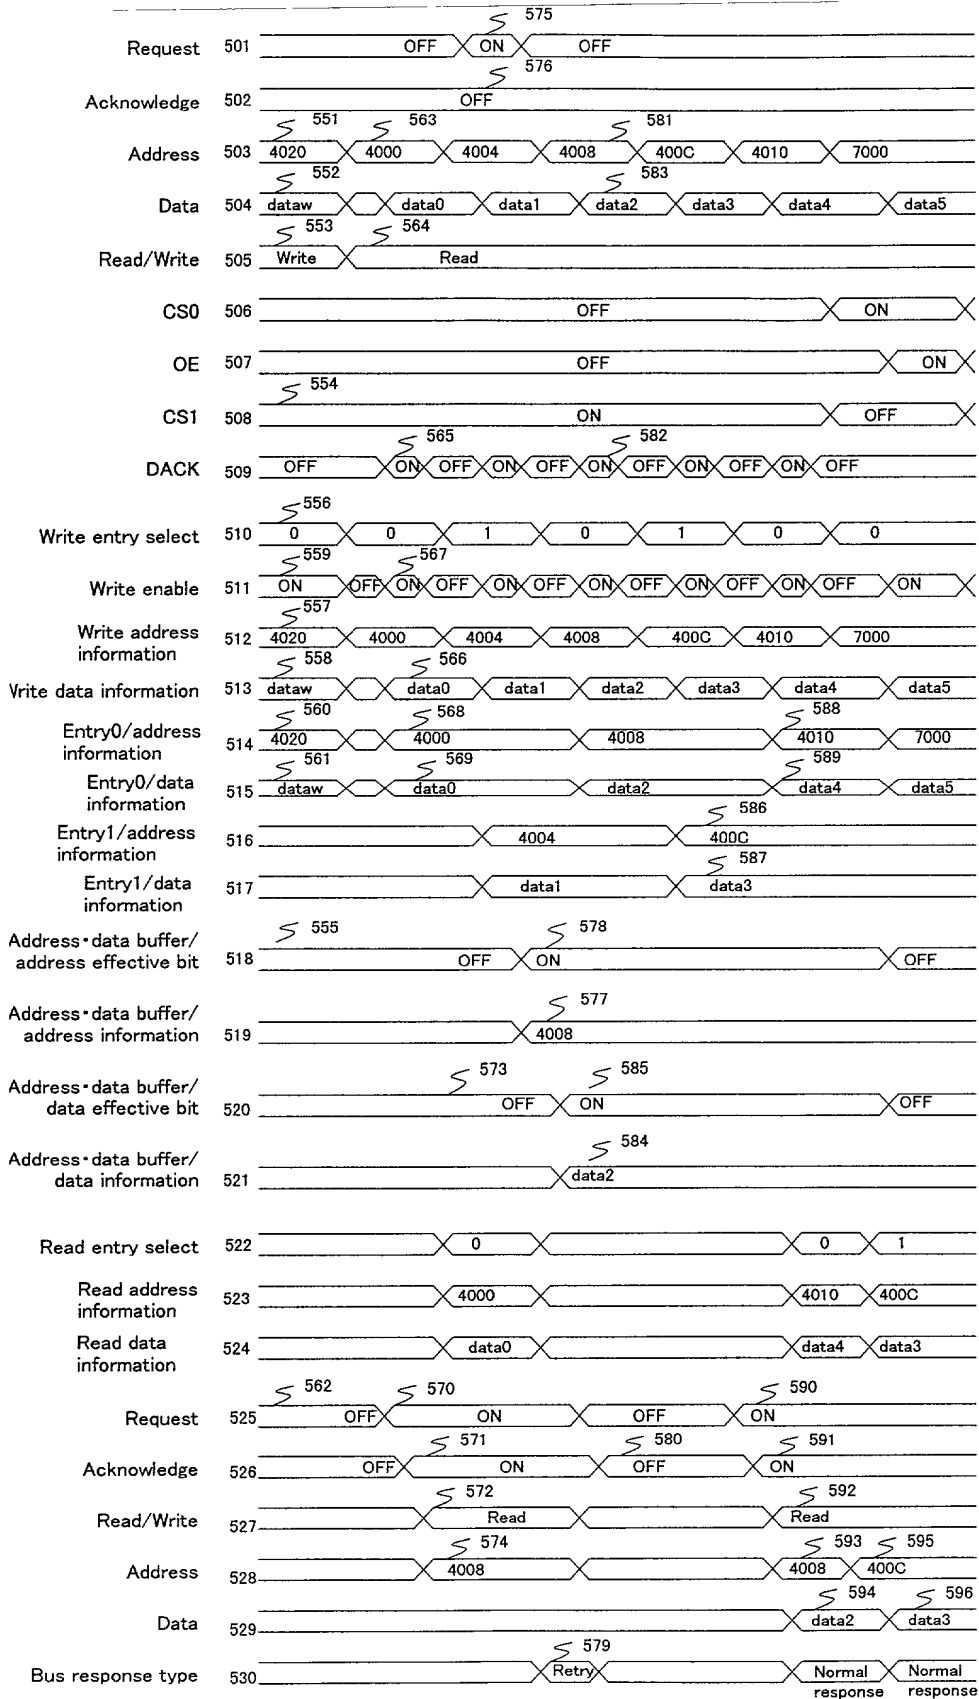 575
Request 501 OFF ON OFF
576
Acknowledge 502 OFF
551 563 581
Address 503 4020 4000 4004 4008 400C 4010 7000
552 583
Data 504 dataw data0 data1 data2 data3 data4 data5
553 564
Read/Write 505 Write Read
CS0 506 OFF ON
OE 507 OFF ON
554
CS1 508 ON OFF
565 582
DACK 509 OFF ON OFF ON OFF ON OFF ON OFF ON OFF
556
Write entry select 510 0 0 1 0 1 0 0
559 567
Write enable 511 ON OFF ON OFF ON OFF ON OFF ON OFF ON OFF ON
557
Write address
information 512 4020 4000 4004 4008 400C 4010 7000
558 566
Write data information 513 dataw data0 data1 data2 data3 data4 data5
560 568 588
Entry0/address
information 514 4020 4000 4008 4010 7000
561 569 589
Entry0/data
information 515 dataw data0 data2 data4 data5
586
Entry1/address
information 516 4004 400C
587
Entry1/data
information 517 data1 data3
555 578
Address・data buffer/
address effective bit 518 OFF ON OFF
577
Address・data buffer/
address information 519 4008
573 585
Address・data buffer/
data effective bit 520 OFF ON OFF
584
Address・data buffer/
data information 521 data2
Read entry select 522 0 0 1
Read address
information 523 4000 4010 400C
Read data
information 524 data0 data4 data3
562 570 590
Request 525 OFF ON OFF ON
571 580 591
Acknowledge 526 OFF ON OFF ON
572 592
Read/Write 527 Read Read
574 593 595
Address 528 4008 4008 400C
594 596
Data 529 data2 data3
579
Bus response type 530 Retry Normal
response Normal
response